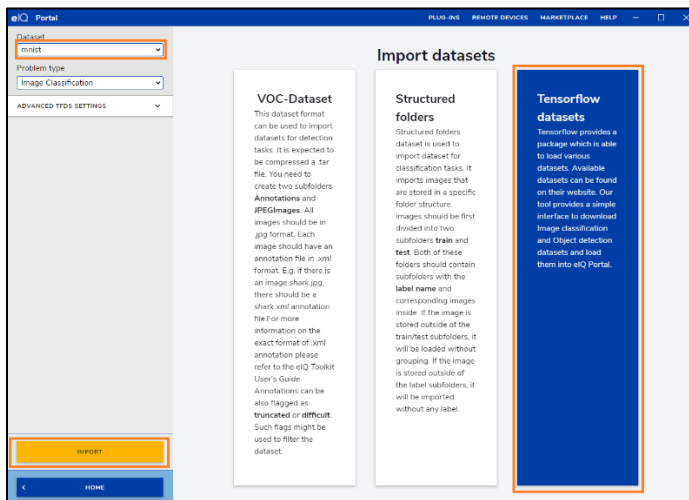 eIQ Portal
PLUG-INS REMOTE DEVICES MARKETPLACE HELP
Dataset
mnist
Problem type
Image Classification
ADVANCED TFDS SETTINGS
IMPORT
HOME
Import datasets
VOC-Dataset
This dataset format
can be used to import
datasets for detection
tasks. It is expected to
be compressed a .tar
file. You need to
create two subfolders
Annotations and
JPEGImages. All
images should be in
.jpg format. Each
image should have an
annotation file in .xml
format. E.g. if there is
an image shark.jpg,
there should be a
shark.xml annotation
file.For more
information on the
exact format of .xml
annotation please
refer to the eIQ Toolkit
User's Guide.
Annotations can be
also flagged as
truncated or difficult.
Such flags might be
used to filter the
dataset.
Structured
folders
Structured folders
dataset is used to
import dataset for
classification tasks. It
imports images that
are stored in a specific
folder structure.
Images should be first
divided into two
subfolders train and
test. Both of these
folders should contain
subfolders with the
label name and
corresponding images
inside. If the image is
stored outside of the
train/test subfolders, it
will be loaded without
grouping. If the image
is stored outside of
the label subfolders, it
will be imported
without any label.
Tensorflow
datasets
Tensorflow provides a
package which is able
to load various
datasets. Available
datasets can be found
on their website. Our
tool provides a simple
interface to download
Image classification
and Object detection
datasets and load
them into eIQ Portal.